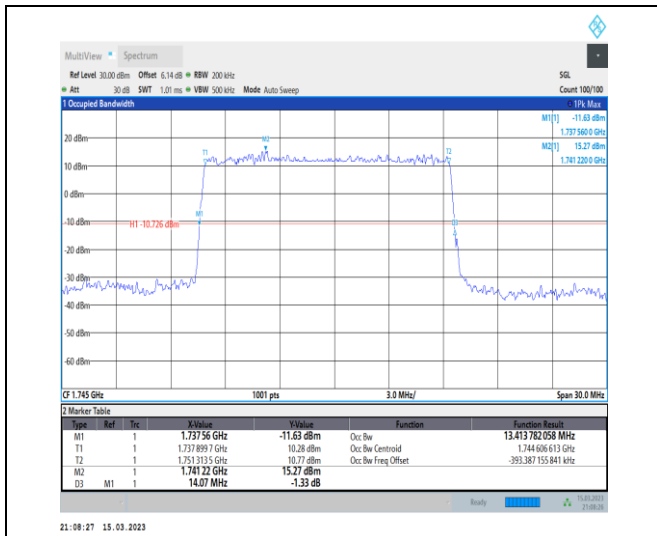 MultiView Spectrum
Ref Level 30.00 dBm Offset 6.14 dB RBW 200 kHz SGL
Att 30 dB SWT 1.01 ms VBW 500 kHz Mode Auto Sweep Count 100/100
1 Occupied Bandwidth 1Pk Max
M1[1] -11.63 dBm
1.737 560 0 GHz
M2[1] 15.27 dBm
1.741 220 0 GHz
20 dBm
M2
T1
T2
10 dBm
0 dBm
M1
-10 dBm
H1 -10.726 dBm
D3
-20 dBm
-30 dBm
-40 dBm
-50 dBm
-60 dBm
CF 1.745 GHz 1001 pts 3.0 MHz/ Span 30.0 MHz
2 Marker Table
Type Ref Trc X-Value Y-Value Function Function Result
M1 1 1.737 56 GHz -11.63 dBm Occ Bw 13.413 782 058 MHz
T1 1 1.737 899 7 GHz 10.28 dBm Occ Bw Centroid 1.744 606 613 GHz
T2 1 1.751 313 5 GHz 10.77 dBm Occ Bw Freq Offset -393.387 155 841 kHz
M2 1 1.741 22 GHz 15.27 dBm
D3 M1 1 14.07 MHz -1.33 dB
Ready 15.03.2023
21:08:28
21:08:27 15.03.2023